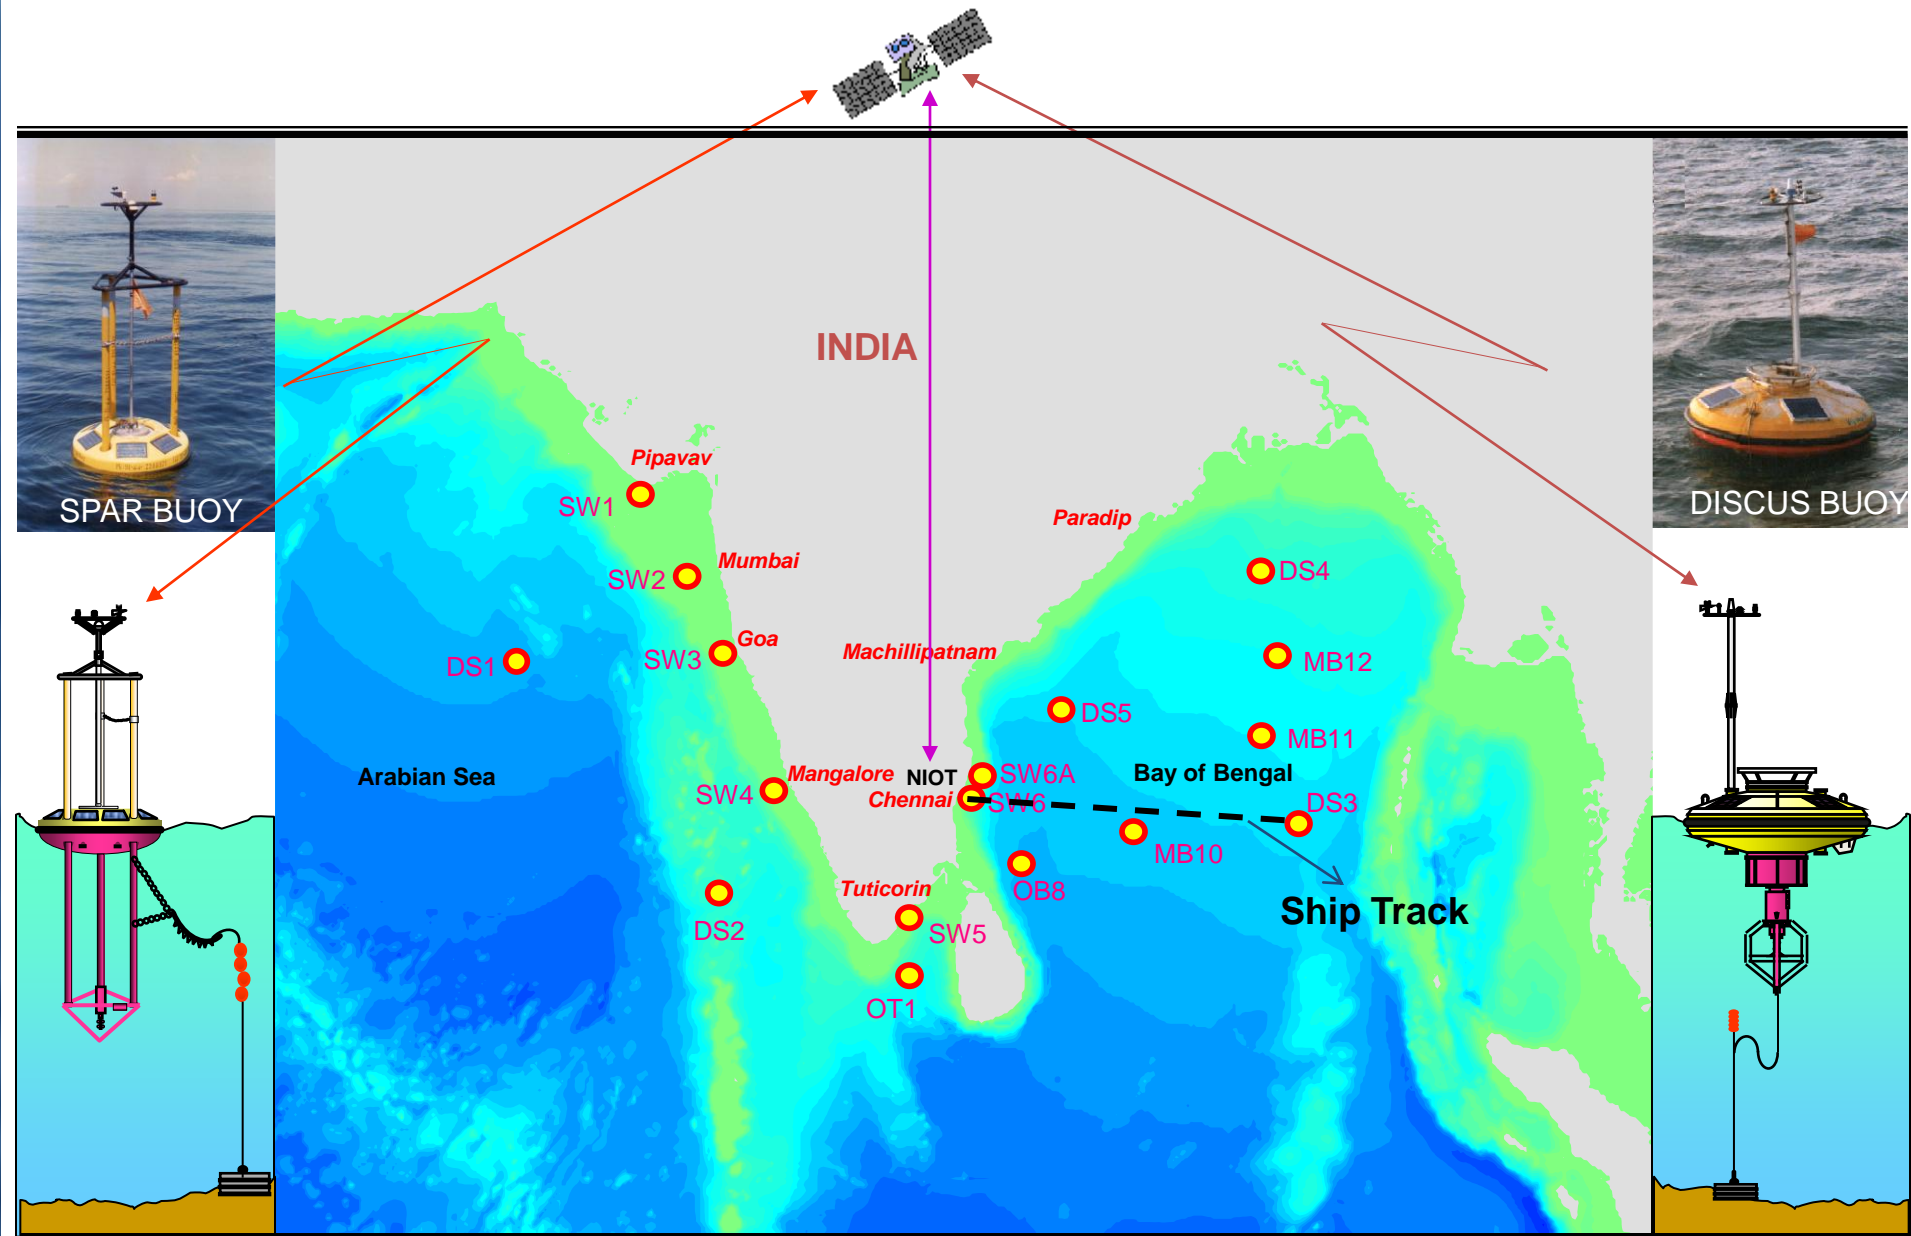 INDIA
Pipavav
SW1
SPAR BUOY
DISCUS BUOY
Paradip
Mumbai
SW2
DS4
Goa
SW3
DS1
Machillipatnam
MB12
DS5
MB11
Arabian Sea
Mangalore
NIOT
SW6A
Bay of Bengal
SW4
Chennai
SW6
DS3
MB10
Tuticorin
OB8
Ship Track
DS2
SW5
OT1